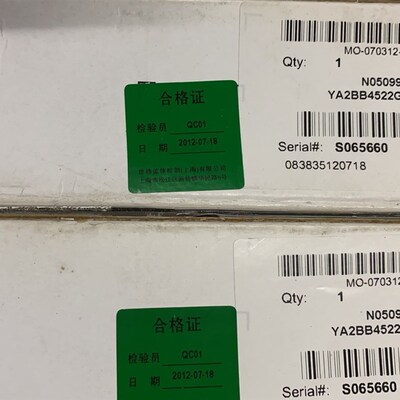 MO-070312-
Qty: 1
N05099
YA2BB4522G
Serial#: S065660
083835120718
合格证
检验员 QC01
日期 2012-07-18
MO-070312
Qty: 1
N0509
YA2BB4522
Serial#: S065660
合格证
检验员 QC01
日期 2012-07-18